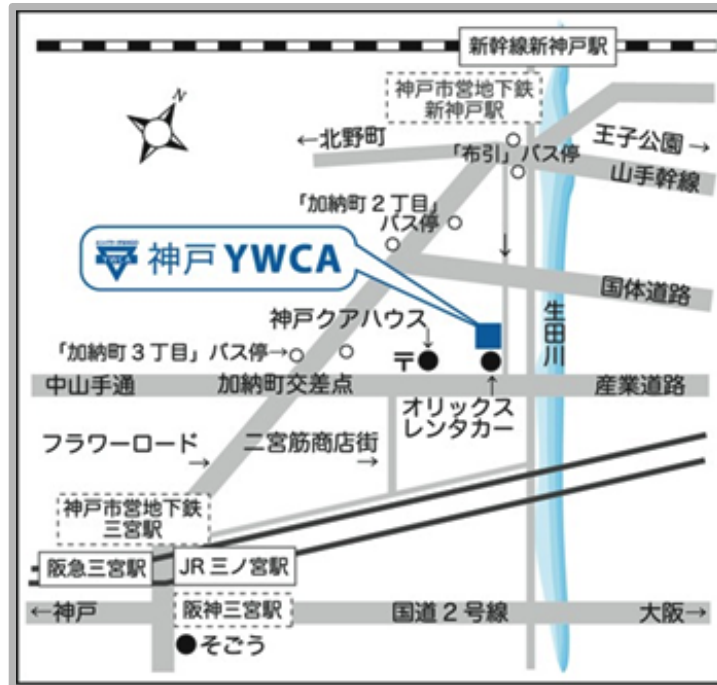 新幹線新神戸駅
神戸市営地下鉄
新神戸駅
N
←北野町
王子公園→
「布引」バス停
山手幹線
「加納町2丁目」
バス停
YWCA
神戸YWCA
国体道路
生田川
神戸クアハウス
「加納町3丁目」バス停→
〒
中山手通
加納町交差点
産業道路
オリックス
レンタカー
フラワーロード
二宮筋商店街
神戸市営地下鉄
三宮駅
阪急三宮駅
JR三ノ宮駅
←神戸
阪神三宮駅
国道2号線
大阪→
そごう